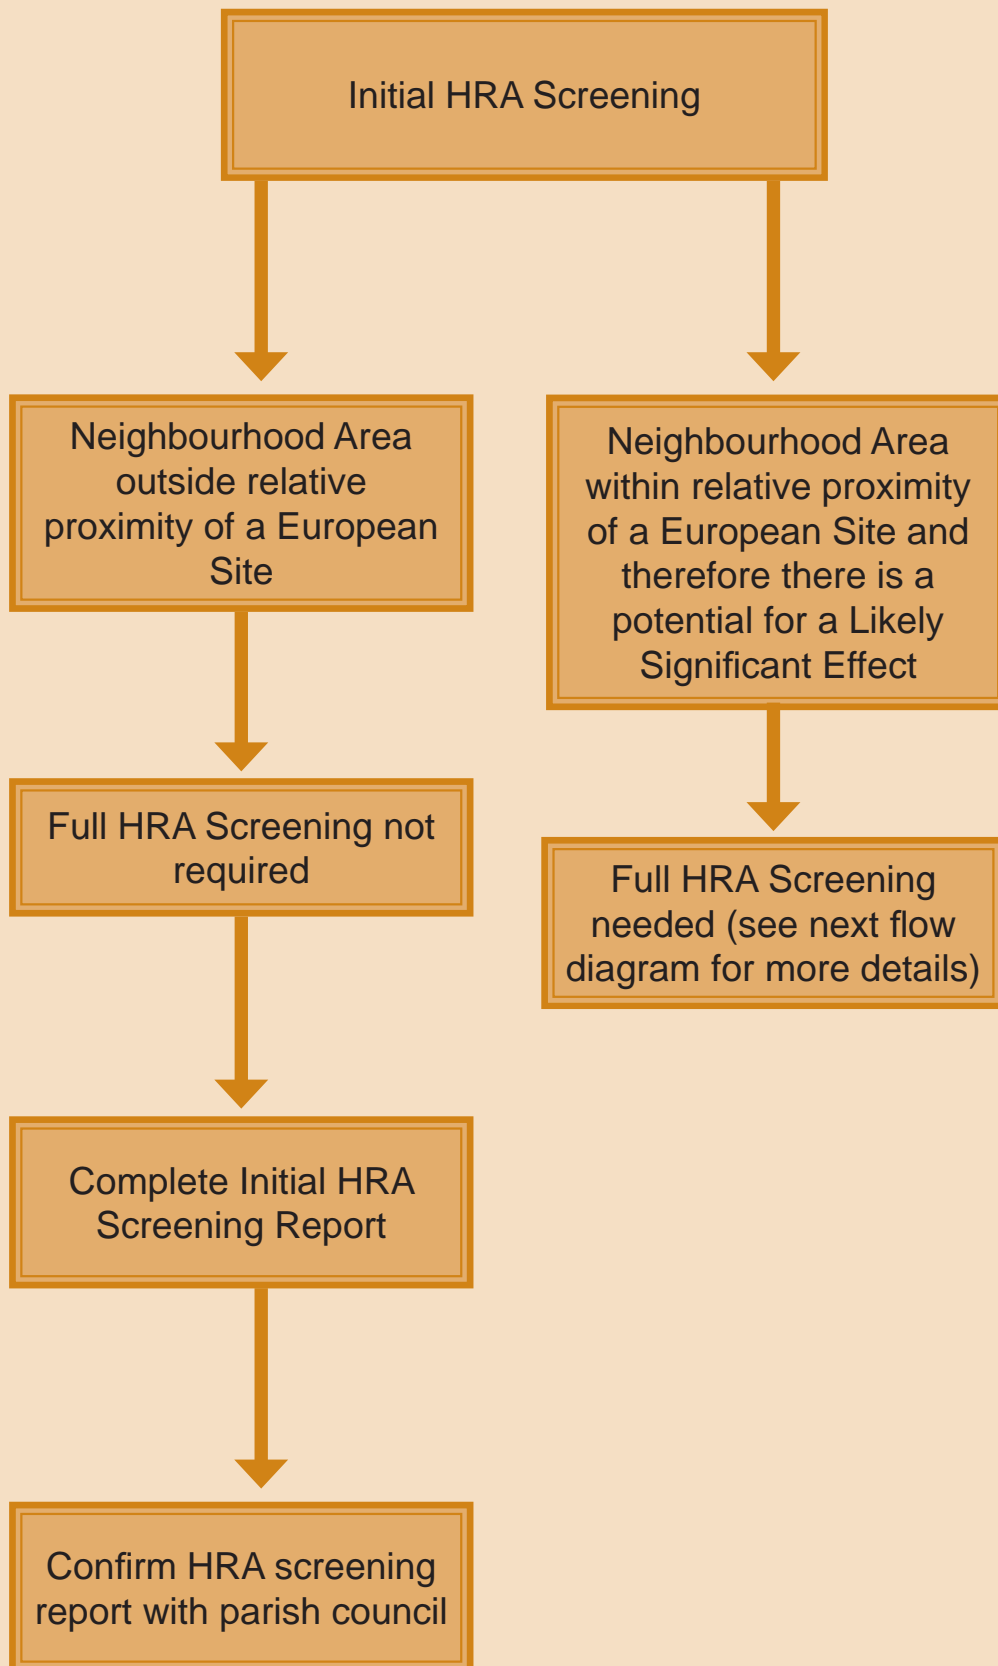 Initial HRA Screening
Neighbourhood Area
outside relative
proximity of a European
Site
Neighbourhood Area
within relative proximity
of a European Site and
therefore there is a
potential for a Likely
Significant Effect
Full HRA Screening not
required
Full HRA Screening
needed (see next flow
diagram for more details)
Complete Initial HRA
Screening Report
Confirm HRA screening
report with parish council